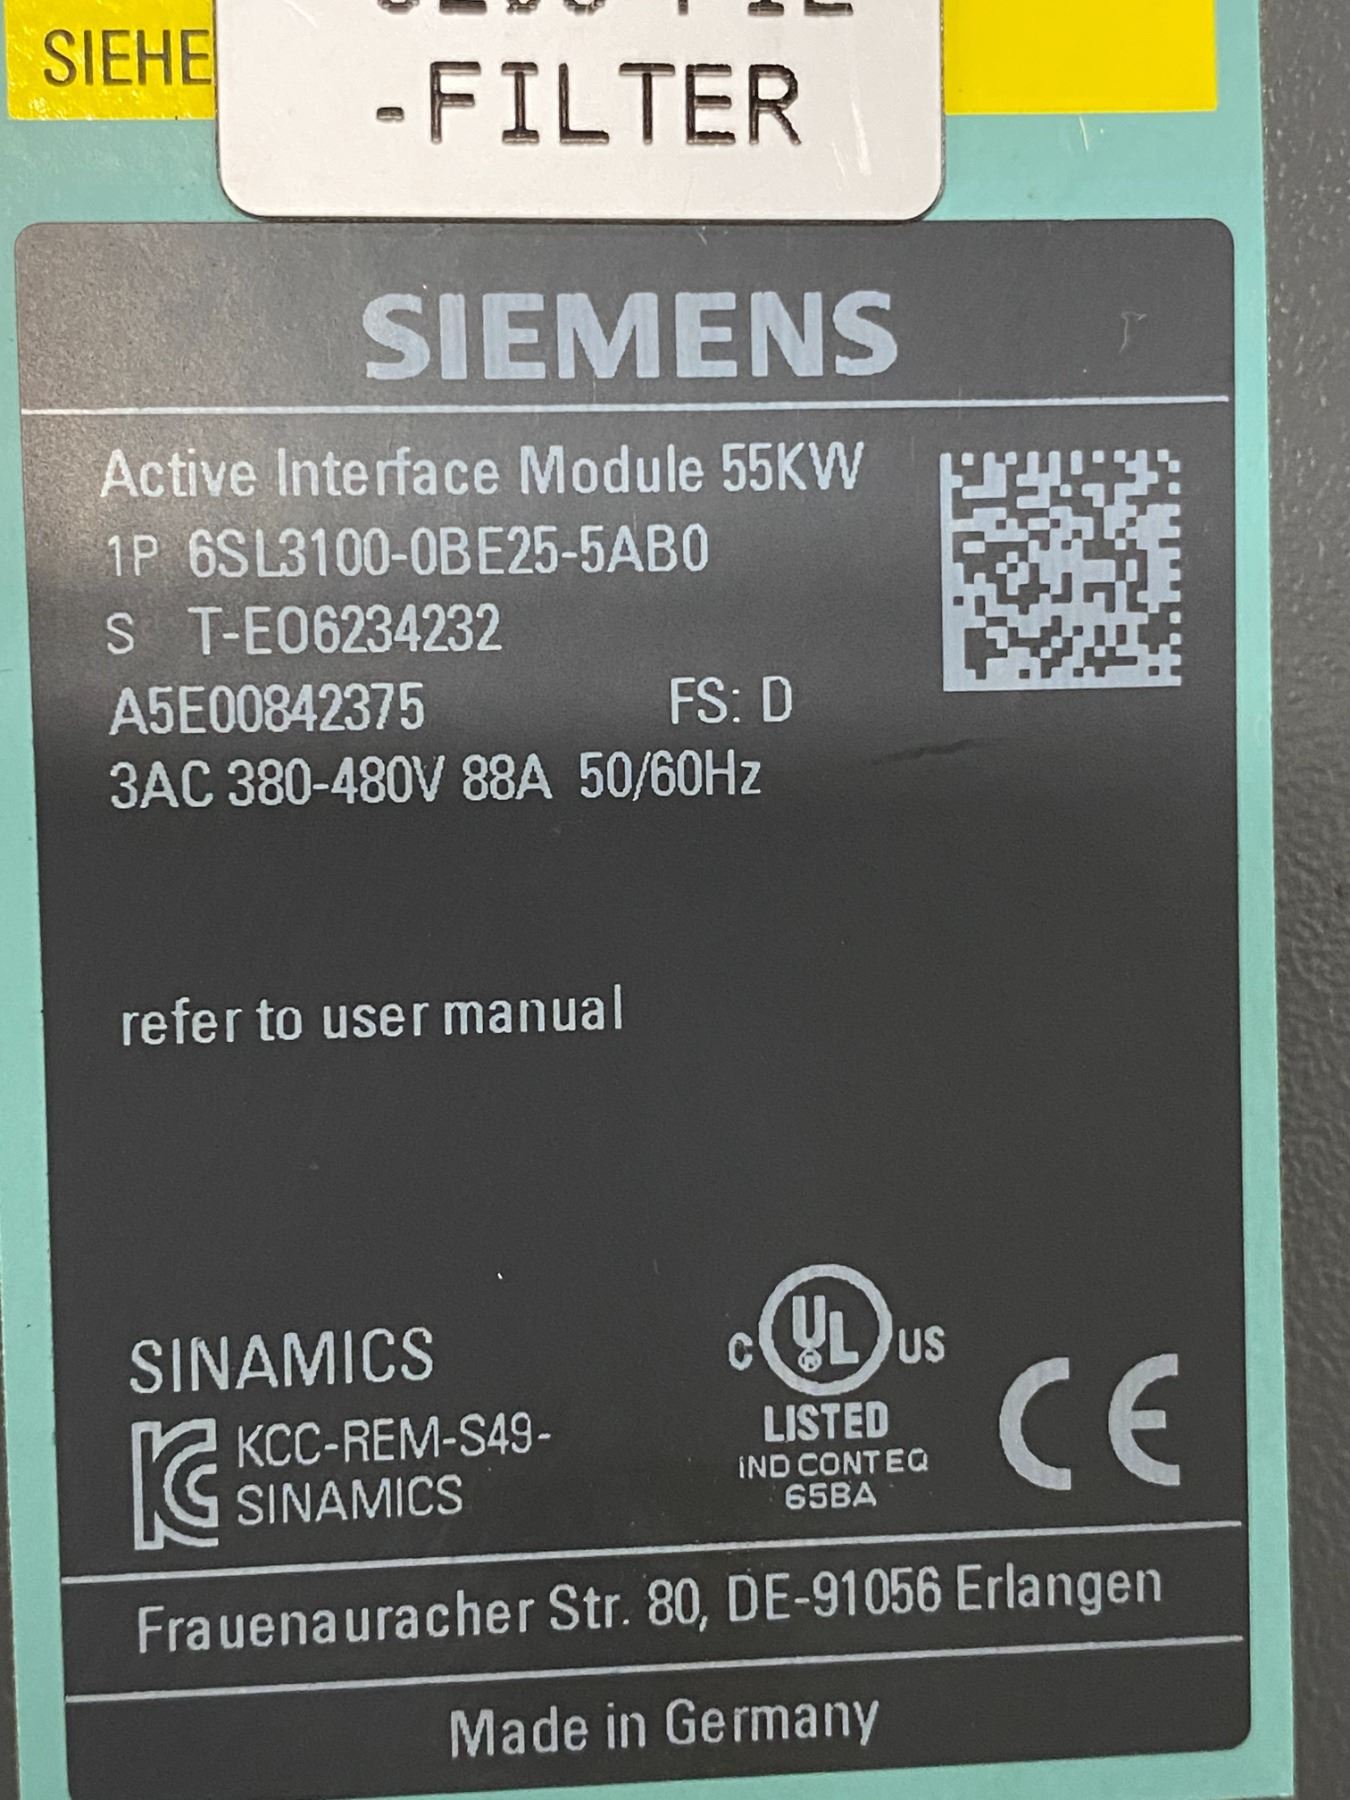 SIEHE
-FILTER
SIEMENS
Active Interface Module 55KW
1P 6SL3100-0BE25-5AB0
S T-EO6234232
A5E00842375 FS: D
3AC 380-480V 88A 50/60Hz
refer to user manual
SINAMICS
KCC-REM-S49-
SINAMICS
C UL US
®
LISTED
IND CONT EQ
65BA
CE
Frauenauracher Str. 80, DE-91056 Erlangen
Made in Germany